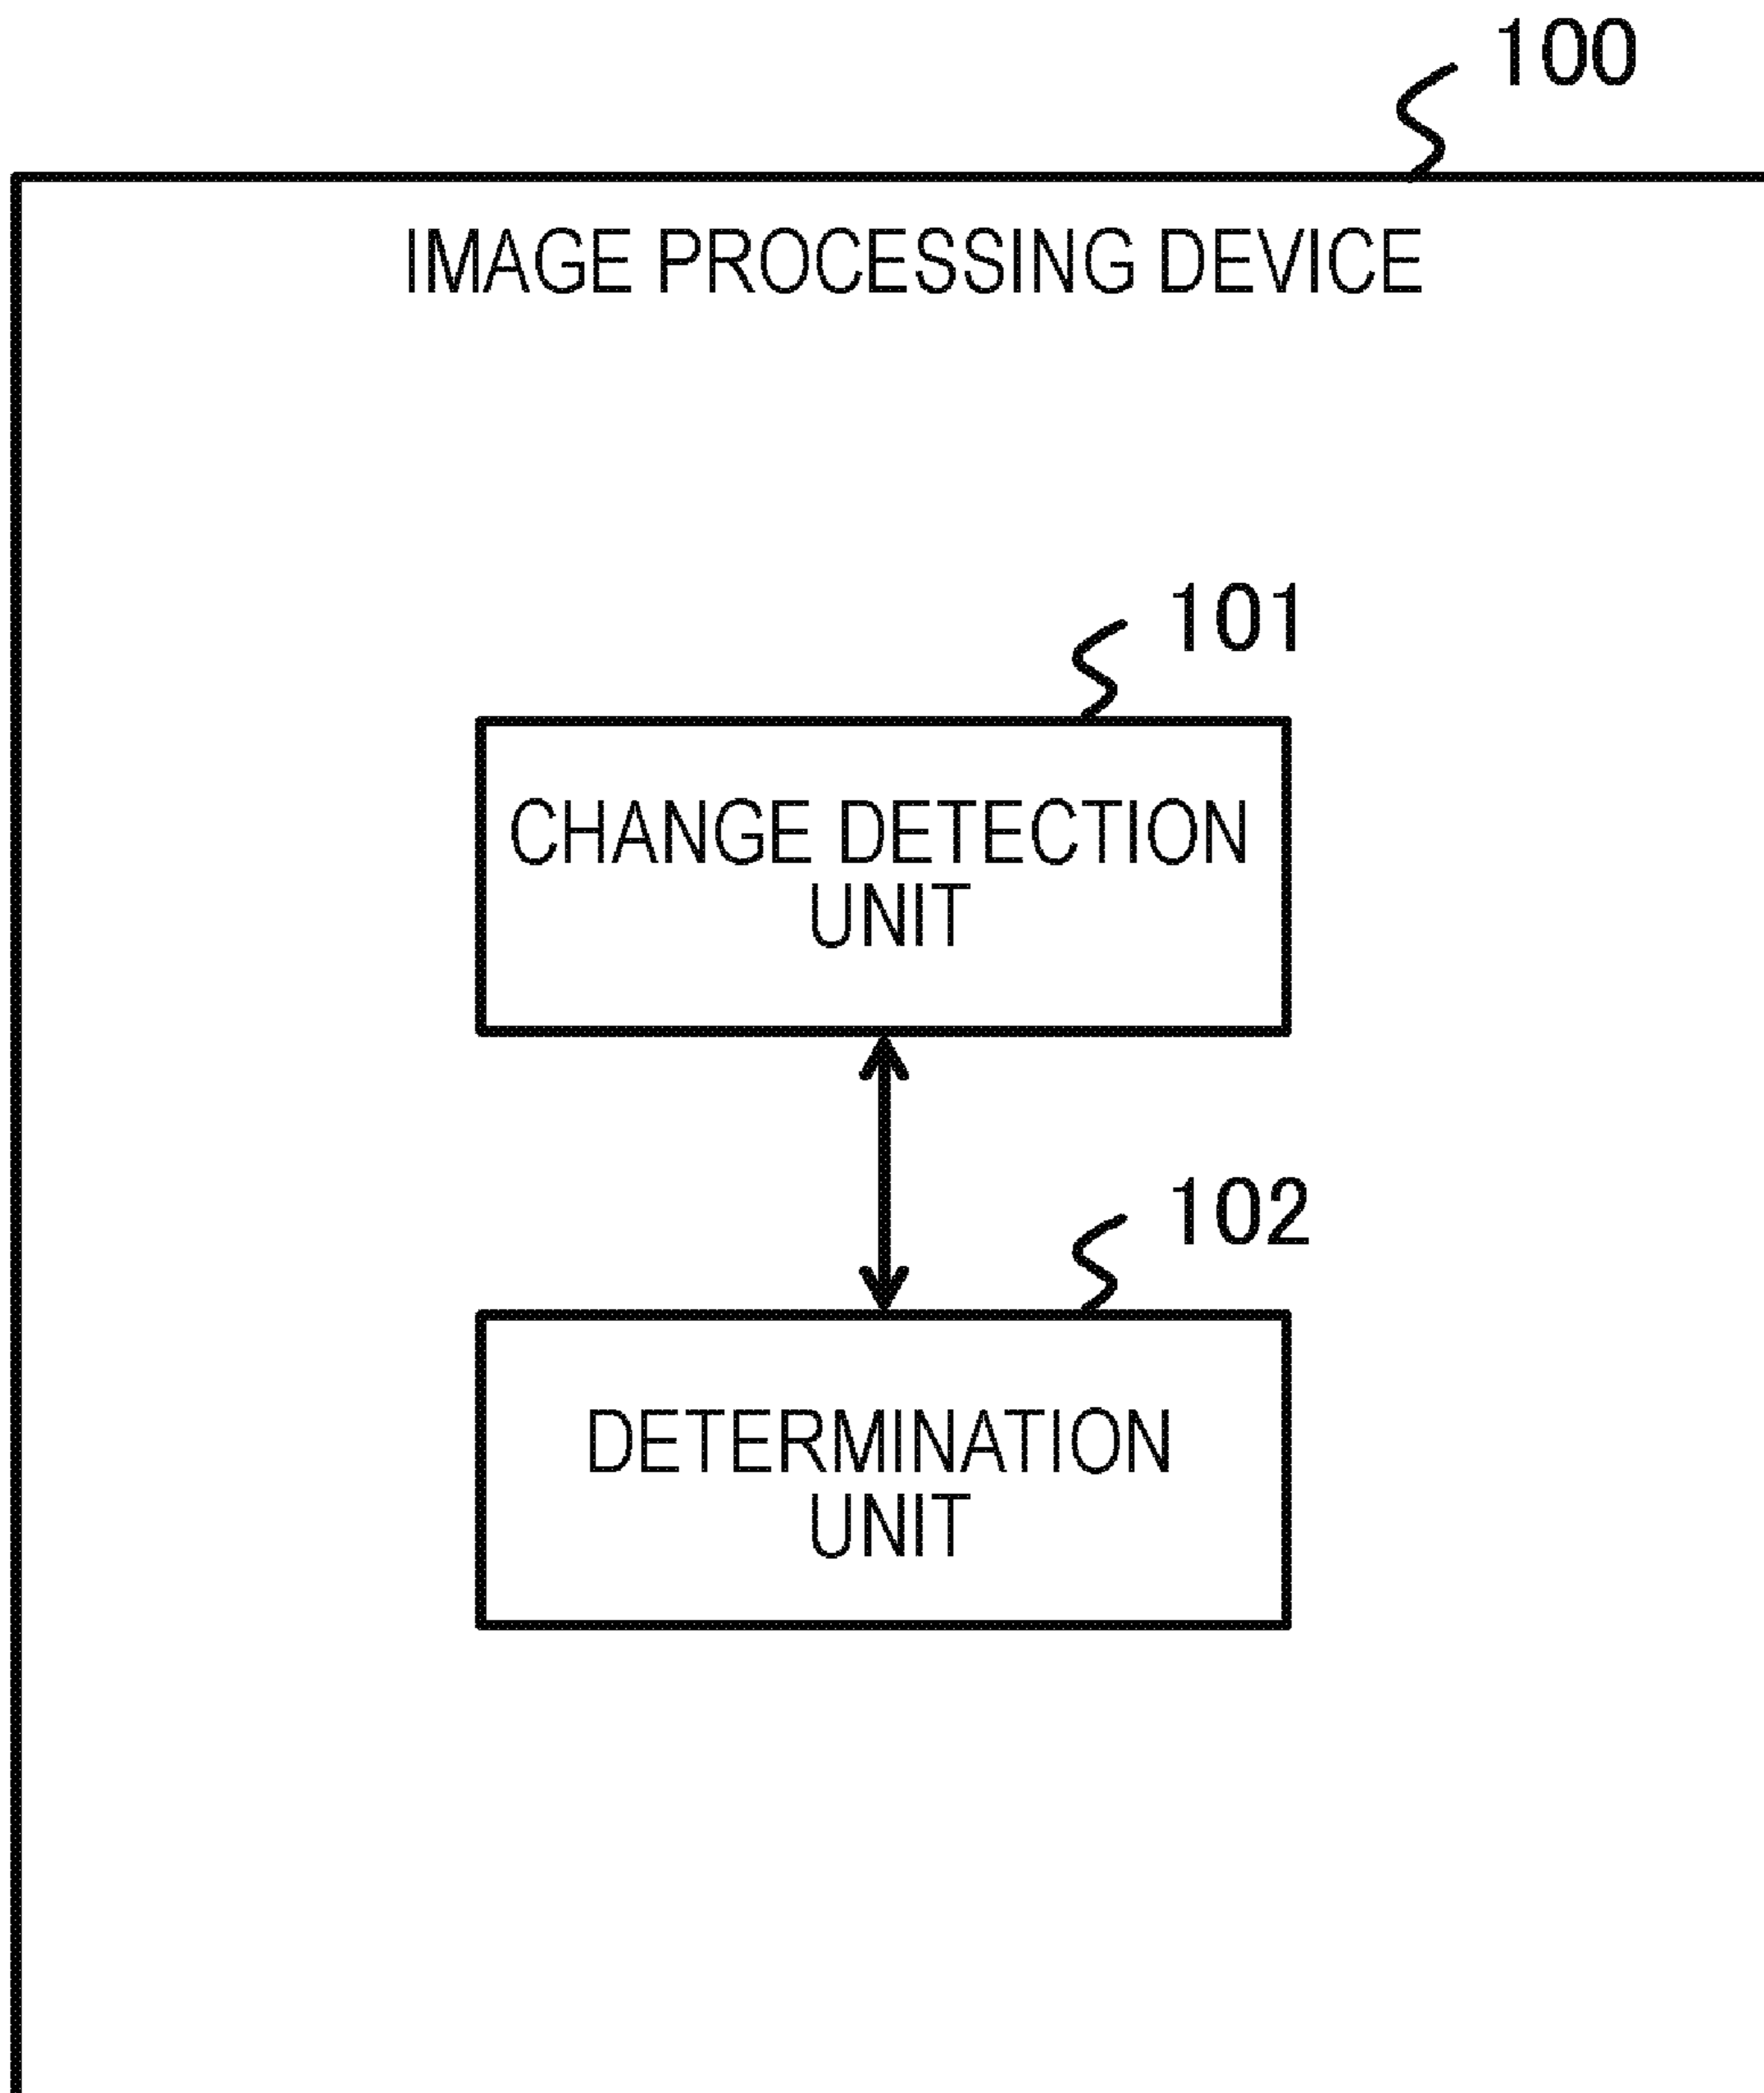 100
IMAGE PROCESSING DEVICE
101
CHANGE DETECTION
UNIT
102
DETERMINATION
UNIT